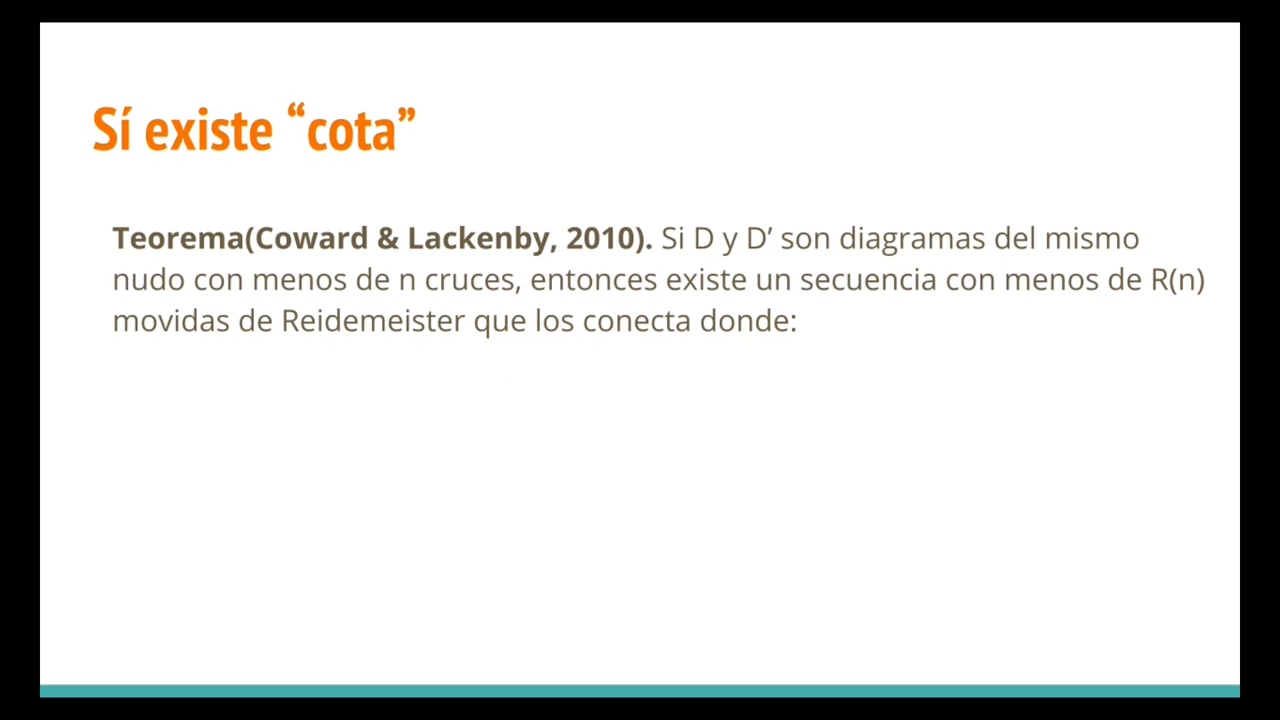 Sí existe “cota”
Teorema(Coward & Lackenby, 2010). Si D y D’ son diagramas del mismo
nudo con menos de n cruces, entonces existe un secuencia con menos de R(n)
movidas de Reidemeister que los conecta donde: